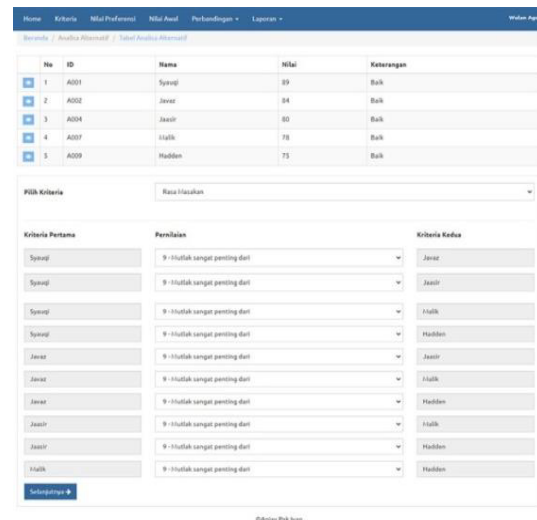 Home Kriteria Nilai Preferensi Nilai Awal Perbandingan Laporan
Beranda / Analisa Alternatif / Tabel Analisa Alternatif
No ID Nama Nilai Keterangan
1 A001 Syauqi 89 Baik
2 A002 Javaz 84 Baik
3 A004 Jaasir 80 Baik
4 A007 Malik 78 Baik
5 A009 Hadden 75 Baik
Pilih Kriteria Rasa Masakan
Kriteria Pertama Pernilaian Kriteria Kedua
Syauqi 9 - Mutlak sangat penting dari Javaz
Syauqi 9 - Mutlak sangat penting dari Jaasir
Syauqi 9 - Mutlak sangat penting dari Malik
Syauqi 9 - Mutlak sangat penting dari Hadden
Javaz 9 - Mutlak sangat penting dari Jaasir
Javaz 9 - Mutlak sangat penting dari Malik
Javaz 9 - Mutlak sangat penting dari Hadden
Jaasir 9 - Mutlak sangat penting dari Malik
Jaasir 9 - Mutlak sangat penting dari Hadden
Malik 9 - Mutlak sangat penting dari Hadden
Selanjutnya